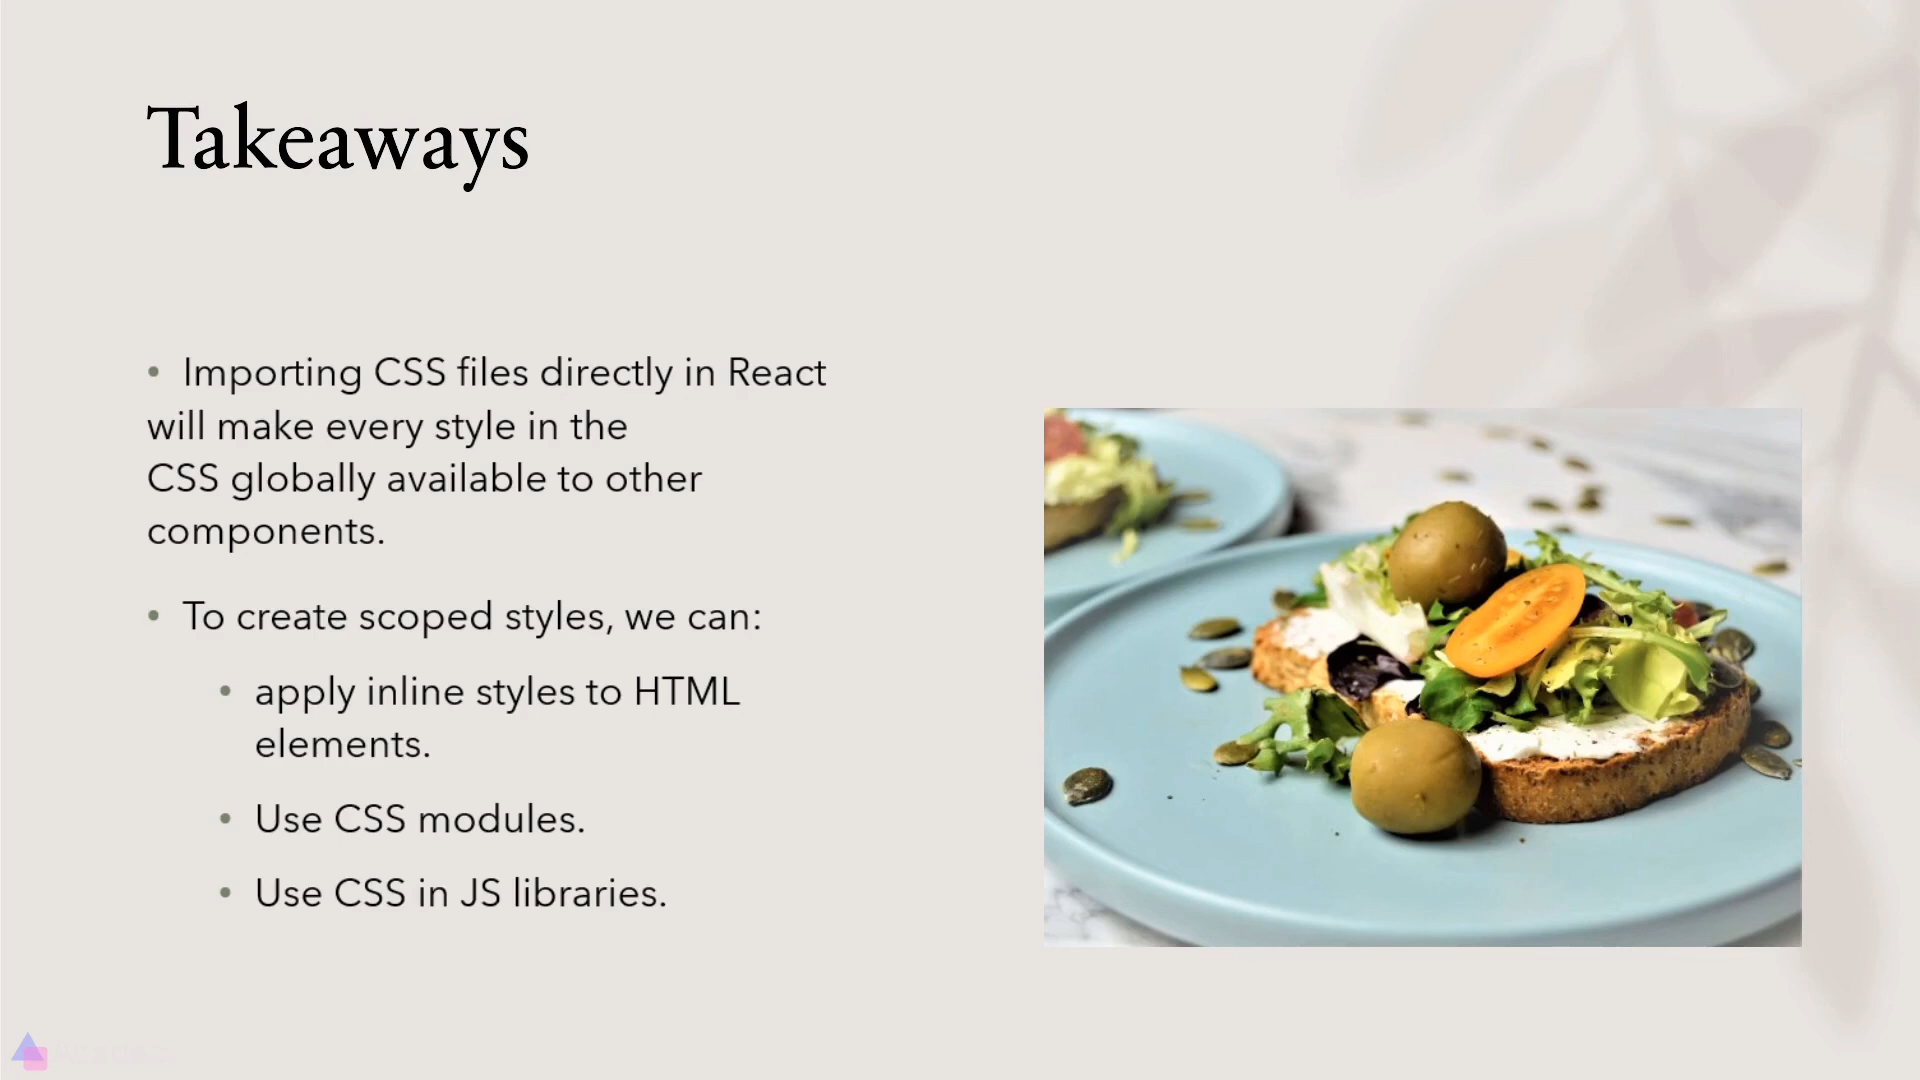 Takeaways
• Importing CSS files directly in React
will make every style in the
CSS globally available to other
components.
• To create scoped styles, we can:
• apply inline styles to HTML
elements.
• Use CSS modules.
• Use CSS in JS libraries.